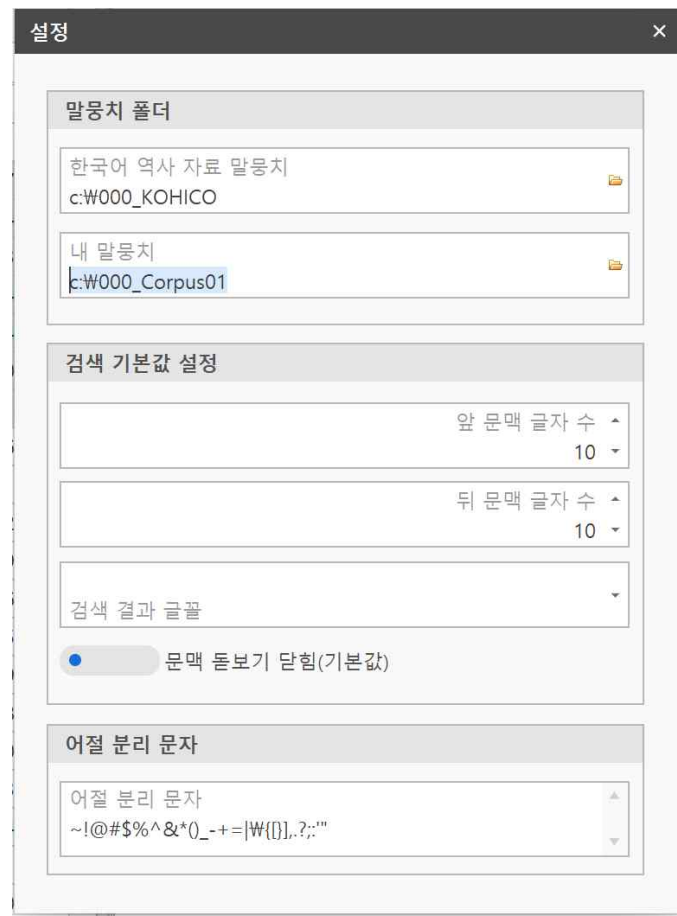 설정
말뭉치 폴더
한국어 역사 자료 말뭉치
c:₩000_KOHICO
내 말뭉치
c:₩000_Corpus01
검색 기본값 설정
앞 문맥 글자 수
10
뒤 문맥 글자 수
10
검색 결과 글꼴
문맥 돋보기 닫힘(기본값)
어절 분리 문자
어절 분리 문자
~!@#$%^&*()_-+=|₩{[}],.?;:'"